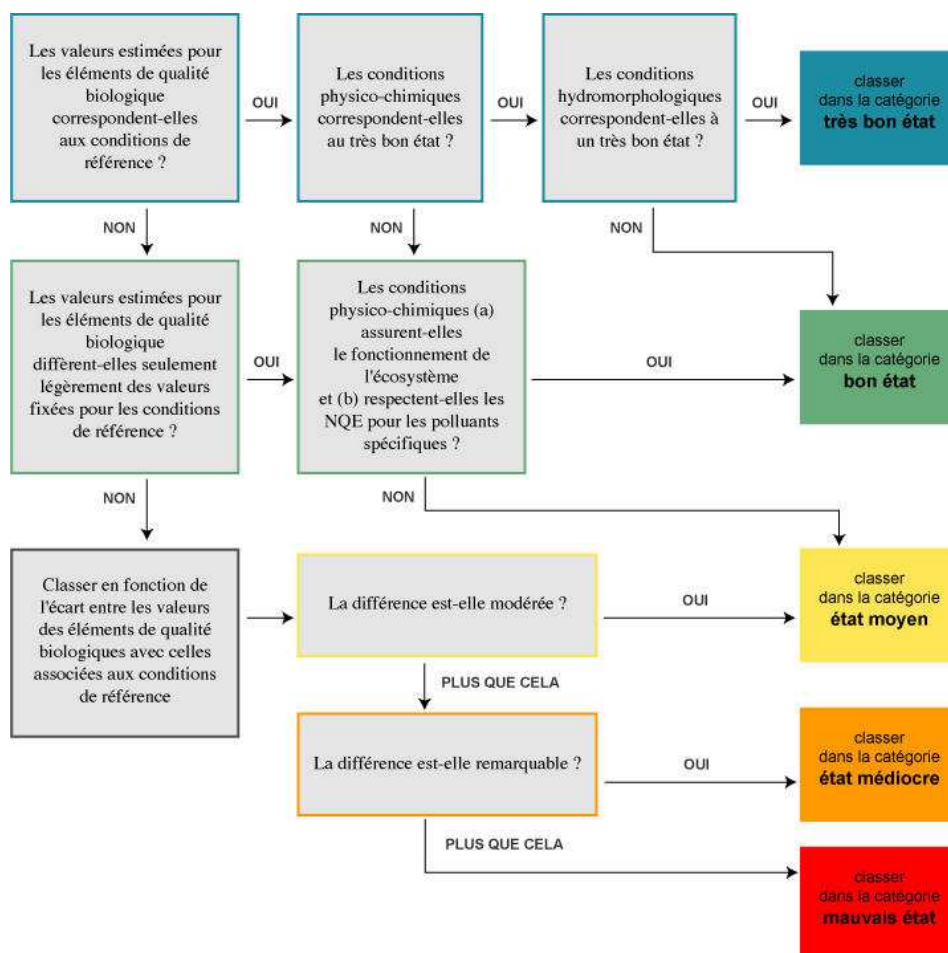 Les valeurs estimées pour
les éléments de qualité
biologique
correspondent-elles
aux conditions de
référence ?
OUI
Les conditions
physico-chimiques
correspondent-elles
au très bon état ?
OUI
Les conditions
hydromorphologiques
correspondent-elles à
un très bon état ?
OUI
classer
dans la catégorie
très bon état
NON
NON
NON
Les valeurs estimées pour
les éléments de qualité
biologique
diffèrent-elles seulement
légèrement des valeurs
fixées pour les conditions
de référence ?
OUI
Les conditions
physico-chimiques (a)
assurent-elles
le fonctionnement de
l'écosystème
et (b) respectent-elles les
NQE pour les polluants
spécifiques ?
OUI
classer
dans la catégorie
bon état
NON
NON
Classer en fonction de
l'écart entre les valeurs
des éléments de qualité
biologiques avec celles
associées aux conditions
de référence
La différence est-elle modérée ?
OUI
classer
dans la catégorie
état moyen
PLUS QUE CELA
La différence est-elle remarquable ?
OUI
classer
dans la catégorie
état médiocre
PLUS QUE CELA
classer
dans la catégorie
mauvais état